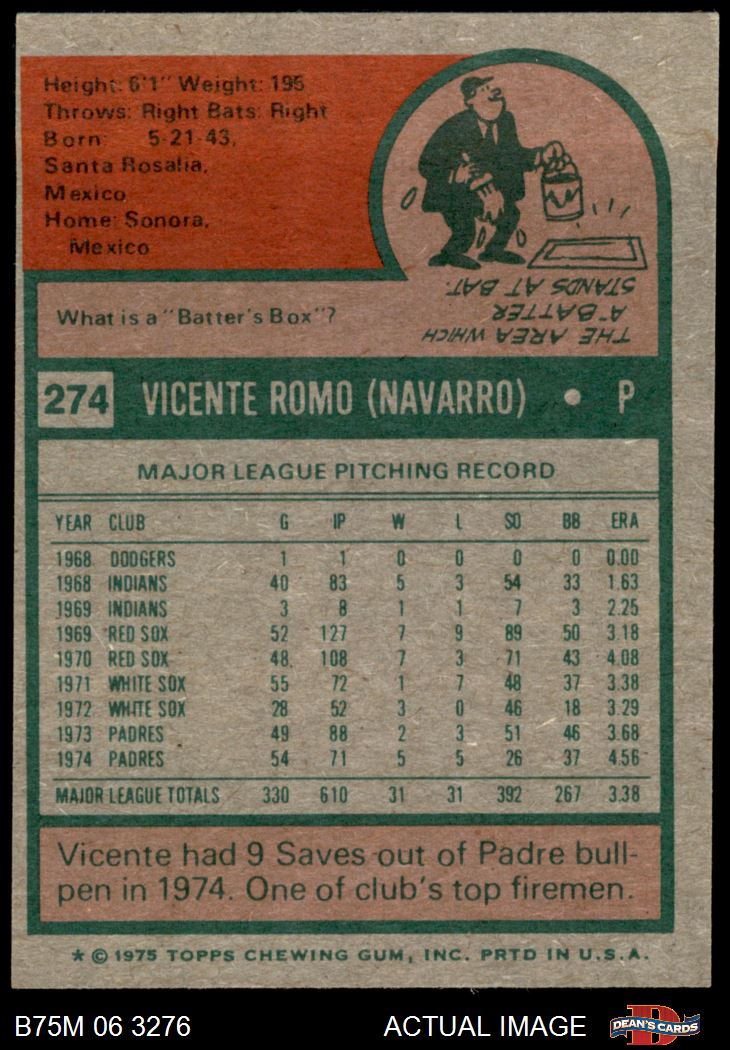 Height: 6'1" Weight: 195
Throws: Right Bats: Right
Born: 5-21-43,
Santa Rosalia,
Mexico
Home: Sonora,
Mexico
What is a "Batter's Box"?
THE AREA WHICH
A BATTER
STANDS AT BAT.
274 VICENTE ROMO (NAVARRO) • P
MAJOR LEAGUE PITCHING RECORD
YEAR CLUB G IP W L SO BB ERA
1968 DODGERS 1 1 0 0 0 0 0.00
1968 INDIANS 40 83 5 3 54 33 1.63
1969 INDIANS 3 8 1 1 7 3 2.25
1969 RED SOX 52 127 7 9 89 50 3.18
1970 RED SOX 48 108 7 3 71 43 4.08
1971 WHITE SOX 55 72 1 7 48 37 3.38
1972 WHITE SOX 28 52 3 0 46 18 3.29
1973 PADRES 49 88 2 3 51 46 3.68
1974 PADRES 54 71 5 5 26 37 4.56
MAJOR LEAGUE TOTALS 330 610 31 31 392 267 3.38
Vicente had 9 Saves out of Padre bull-
pen in 1974. One of club's top firemen.
* © 1975 TOPPS CHEWING GUM, INC. PRTD IN U.S.A.
B75M 06 3276 ACTUAL IMAGE D DEAN'S CARDS